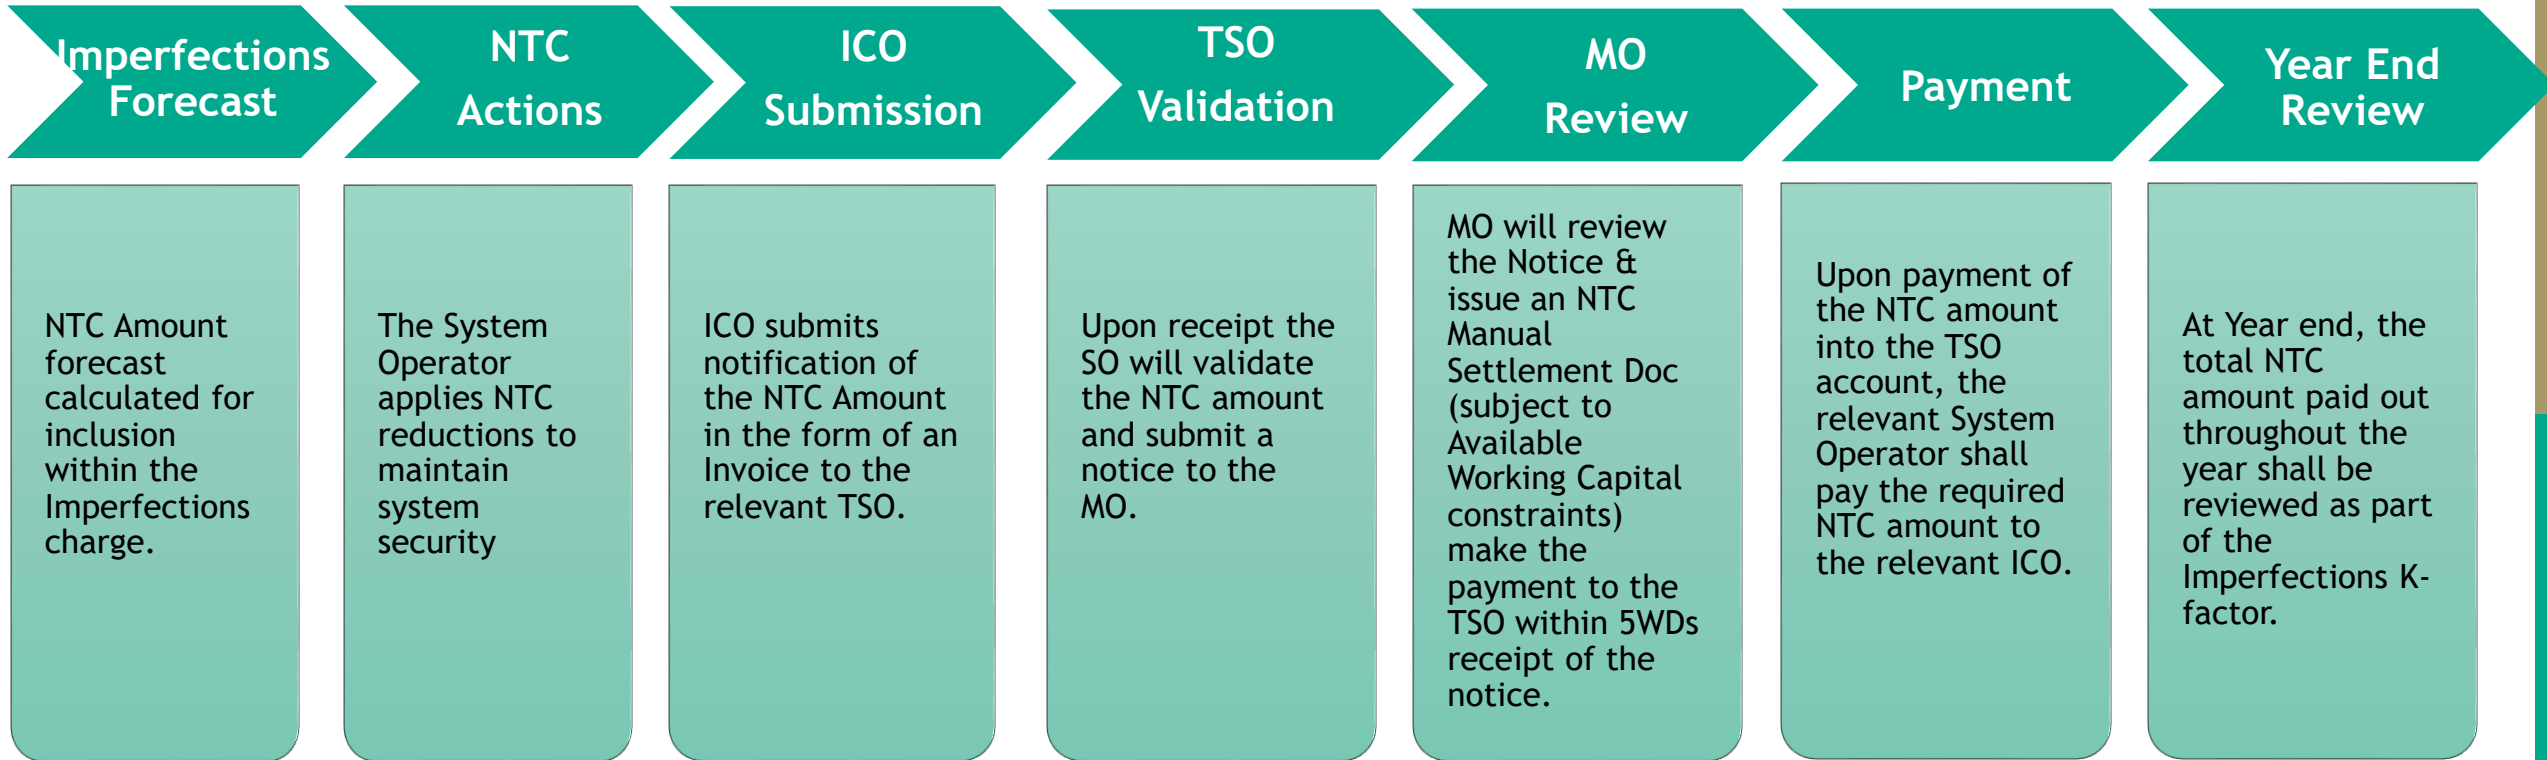 Imperfections
Forecast
NTC
Actions
ICO
Submission
TSO
Validation
MO
Review
Payment
Year End
Review
NTC Amount
forecast
calculated for
inclusion
within the
Imperfections
charge.
The System
Operator
applies NTC
reductions to
maintain
system
security
ICO submits
notification of
the NTC Amount
in the form of an
Invoice to the
relevant TSO.
Upon receipt the
SO will validate
the NTC amount
and submit a
notice to the
MO.
MO will review
the Notice &
issue an NTC
Manual
Settlement Doc
(subject to
Available
Working Capital
constraints)
make the
payment to the
TSO within 5WDs
receipt of the
notice.
Upon payment of
the NTC amount
into the TSO
account, the
relevant System
Operator shall
pay the required
NTC amount to
the relevant ICO.
At Year end, the
total NTC
amount paid out
throughout the
year shall be
reviewed as part
of the
Imperfections K-
factor.